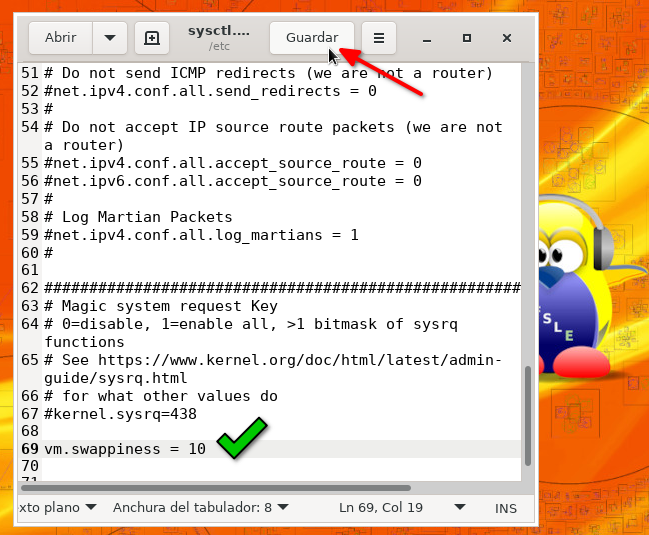 Abrir
sysctl....
/etc
Guardar
51 # Do not send ICMP redirects (we are not a router)
52 #net.ipv4.conf.all.send_redirects = 0
53 #
54 # Do not accept IP source route packets (we are not
a router)
55 #net.ipv4.conf.all.accept_source_route = 0
56 #net.ipv6.conf.all.accept_source_route = 0
57 #
58 # Log Martian Packets
59 #net.ipv4.conf.all.log_martians = 1
60 #
61
62 #####################################################
63 # Magic system request Key
64 # 0=disable, 1=enable all, >1 bitmask of sysrq
functions
65 # See https://www.kernel.org/doc/html/latest/admin-
guide/sysrq.html
66 # for what other values do
67 #kernel.sysrq=438
68
69 vm.swappiness = 10
70
71
xto plano Anchura del tabulador: 8 Ln 69, Col 19 INS
SLE